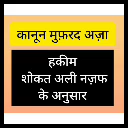 कानून मुफ़रद अज़ा
हकीम
शोकत अली नज़फ
के अनुसार